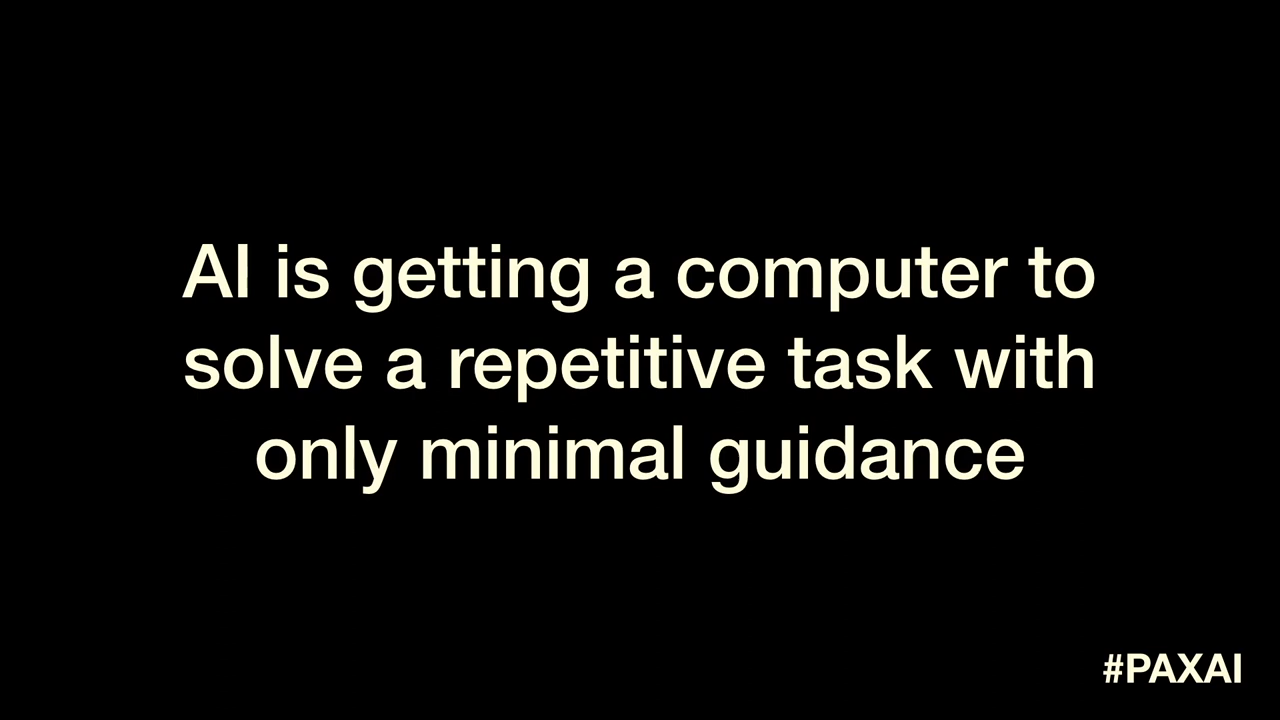 AI is getting a computer to
solve a repetitive task with
only minimal guidance
#PAXAI